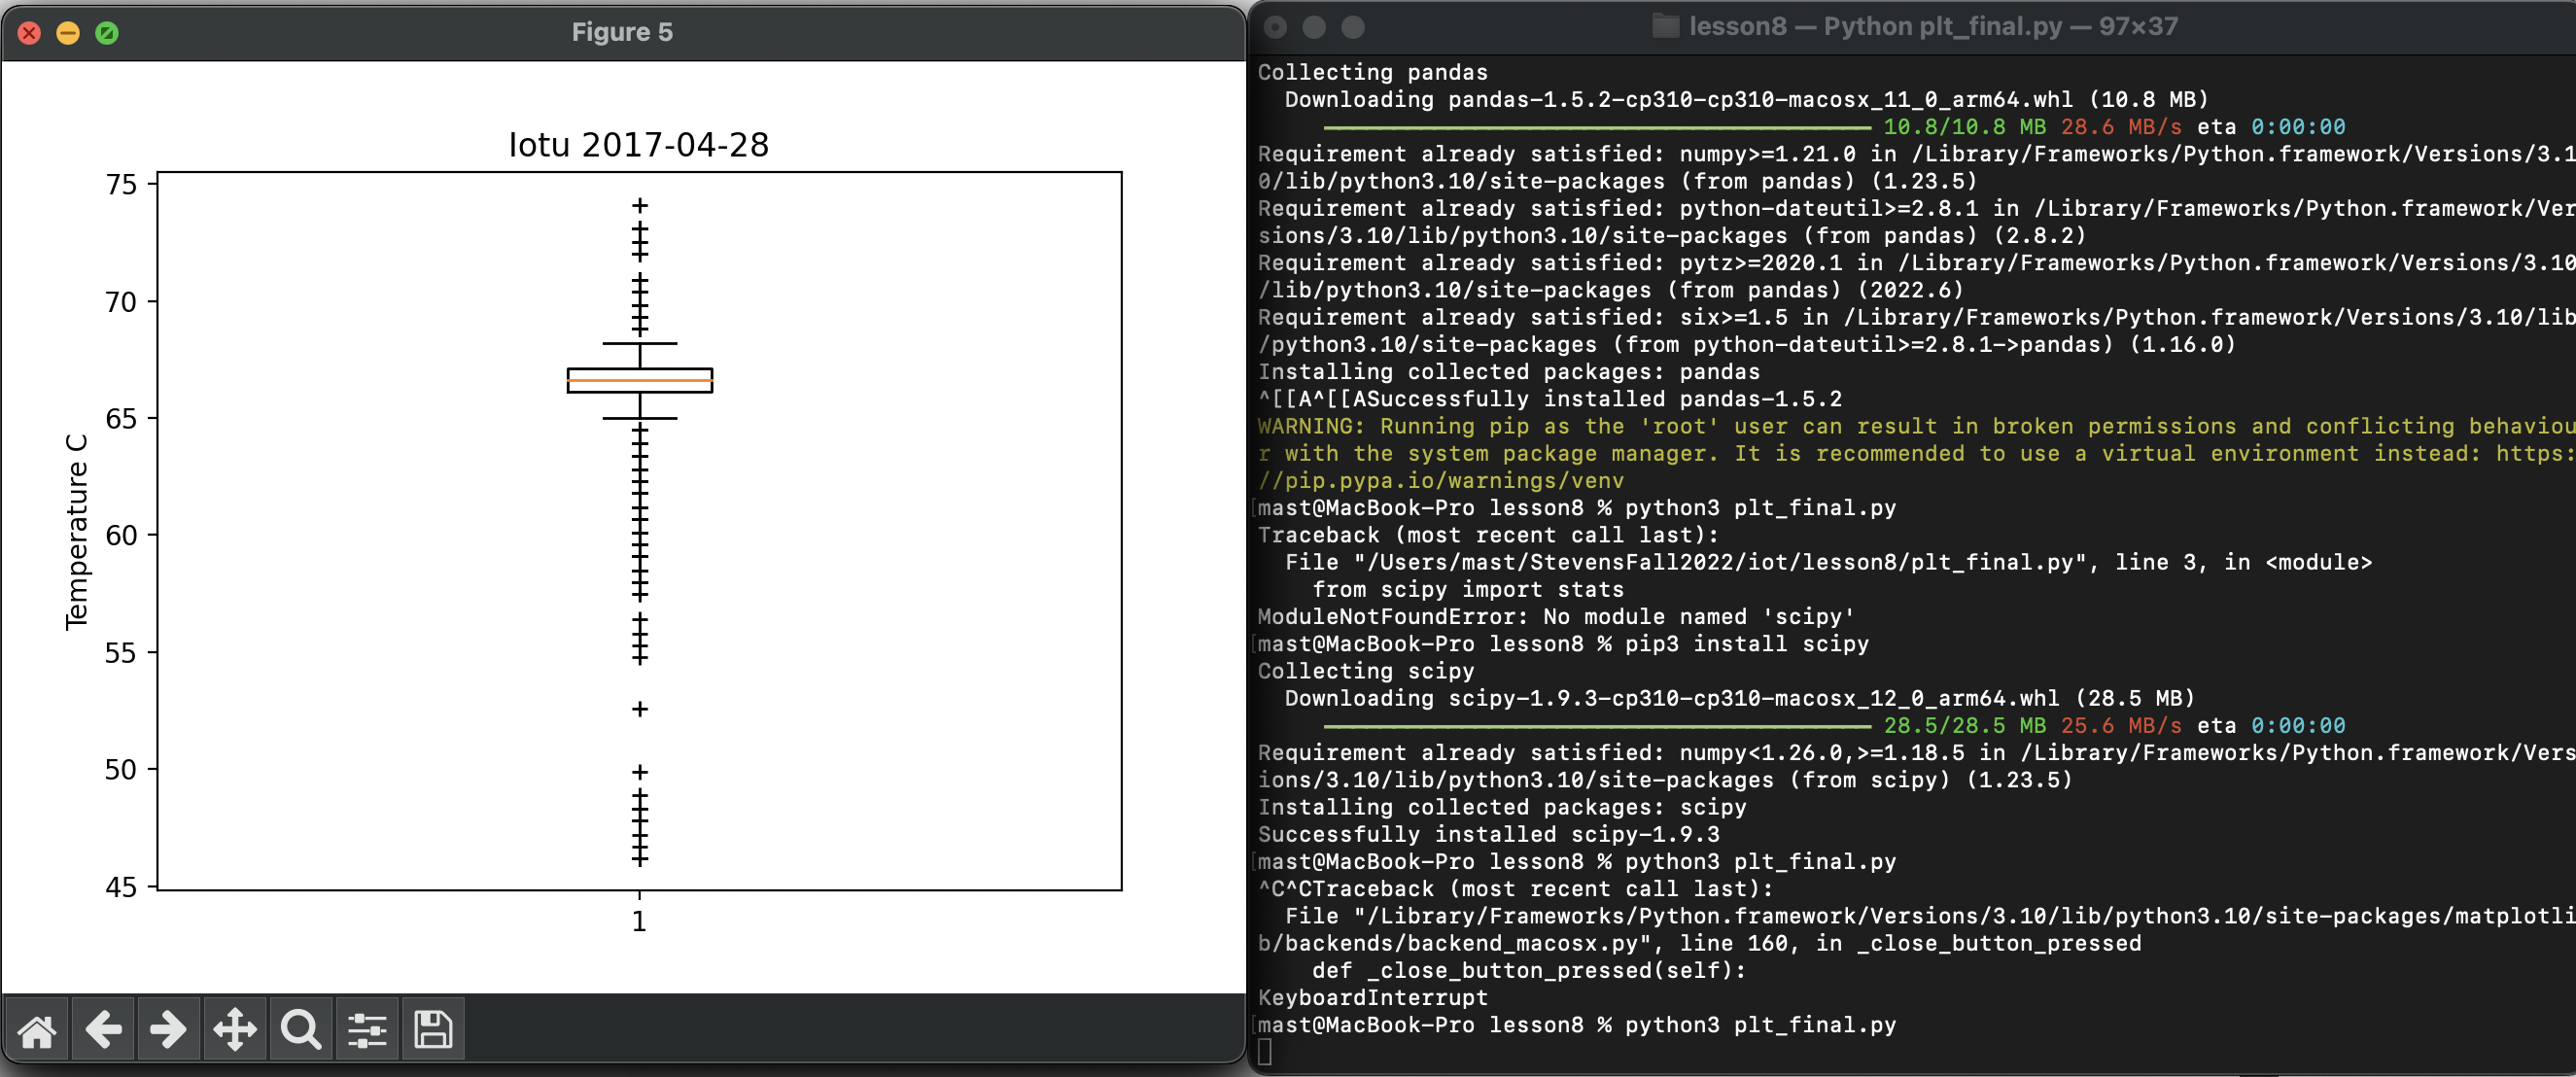 Figure 5
Iotu 2017-04-28
75
70
65
60
55
50
45
Temperature C
1
lesson8 — Python plt_final.py — 97×37
Collecting pandas
  Downloading pandas-1.5.2-cp310-cp310-macosx_11_0_arm64.whl (10.8 MB)
10.8/10.8 MB 28.6 MB/s eta 0:00:00
Requirement already satisfied: numpy>=1.21.0 in /Library/Frameworks/Python.framework/Versions/3.1
0/lib/python3.10/site-packages (from pandas) (1.23.5)
Requirement already satisfied: python-dateutil>=2.8.1 in /Library/Frameworks/Python.framework/Ver
sions/3.10/lib/python3.10/site-packages (from pandas) (2.8.2)
Requirement already satisfied: pytz>=2020.1 in /Library/Frameworks/Python.framework/Versions/3.10
/lib/python3.10/site-packages (from pandas) (2022.6)
Requirement already satisfied: six>=1.5 in /Library/Frameworks/Python.framework/Versions/3.10/lib
/python3.10/site-packages (from python-dateutil>=2.8.1->pandas) (1.16.0)
Installing collected packages: pandas
^[[A^[[ASuccessfully installed pandas-1.5.2
WARNING: Running pip as the 'root' user can result in broken permissions and conflicting behaviou
r with the system package manager. It is recommended to use a virtual environment instead: https:
//pip.pypa.io/warnings/venv
[mast@MacBook-Pro lesson8 % python3 plt_final.py
Traceback (most recent call last):
  File "/Users/mast/StevensFall2022/iot/lesson8/plt_final.py", line 3, in <module>
    from scipy import stats
ModuleNotFoundError: No module named 'scipy'
[mast@MacBook-Pro lesson8 % pip3 install scipy
Collecting scipy
  Downloading scipy-1.9.3-cp310-cp310-macosx_12_0_arm64.whl (28.5 MB)
28.5/28.5 MB 25.6 MB/s eta 0:00:00
Requirement already satisfied: numpy<1.26.0,>=1.18.5 in /Library/Frameworks/Python.framework/Vers
ions/3.10/lib/python3.10/site-packages (from scipy) (1.23.5)
Installing collected packages: scipy
Successfully installed scipy-1.9.3
[mast@MacBook-Pro lesson8 % python3 plt_final.py
^C^CTraceback (most recent call last):
  File "/Library/Frameworks/Python.framework/Versions/3.10/lib/python3.10/site-packages/matplotli
b/backends/backend_macosx.py", line 160, in _close_button_pressed
    def _close_button_pressed(self):
KeyboardInterrupt
[mast@MacBook-Pro lesson8 % python3 plt_final.py